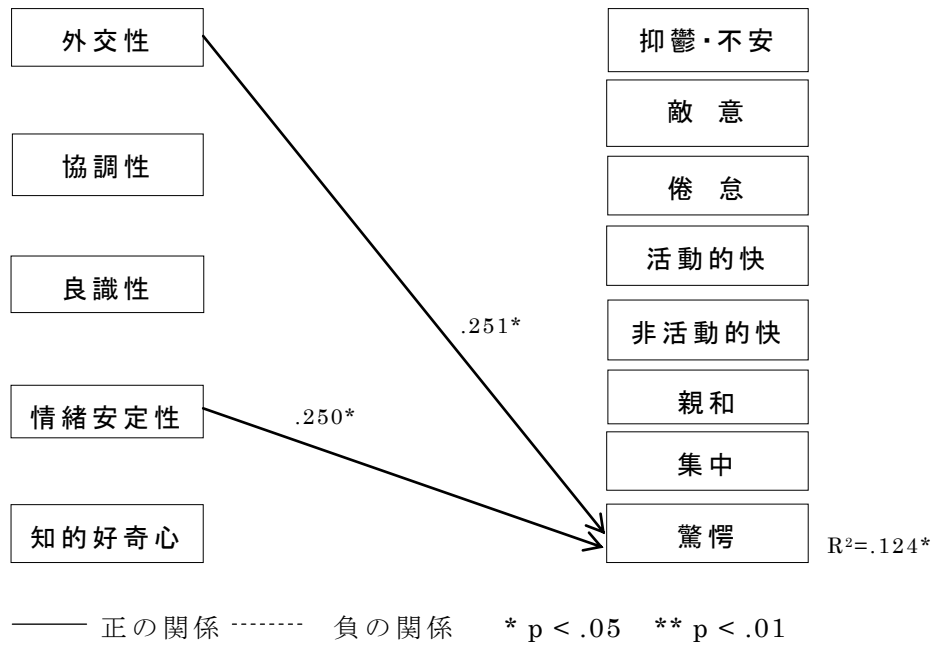 外交性
協調性
良識性
情緒安定性
知的好奇心
.251*
.250*
抑鬱・不安
敵 意
倦 怠
活動的快
非活動的快
親和
集中
驚愕
R²=.124*
正の関係 負の関係 * p < .05 ** p < .01